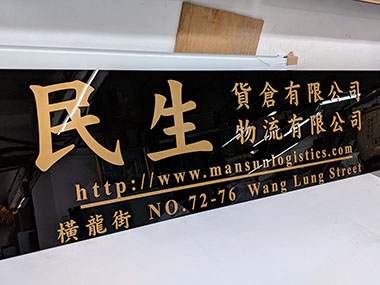 民生
貨倉有限公司
物流有限公司
http://www.mansunlogistics.com
橫龍街 NO.72-76 Wang Lung Street